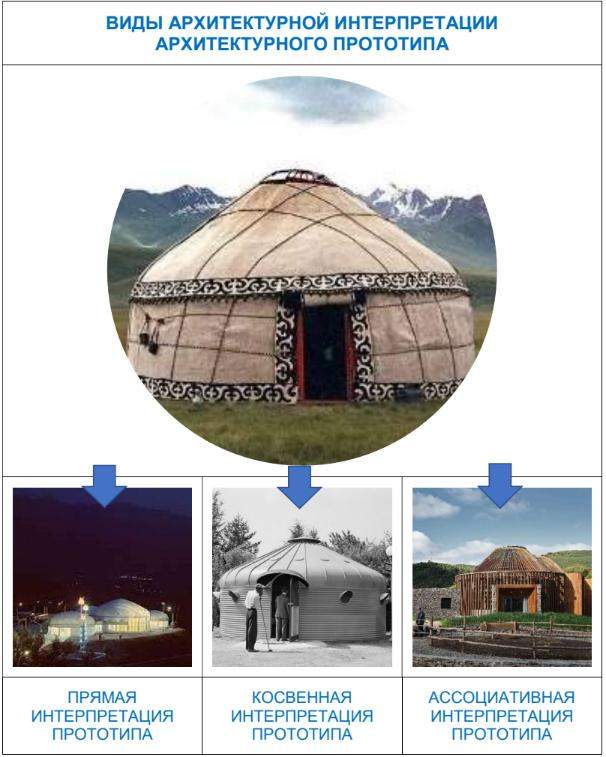 ВИДЫ АРХИТЕКТУРНОЙ ИНТЕРПРЕТАЦИИ
АРХИТЕКТУРНОГО ПРОТОТИПА
ПРЯМАЯ
ИНТЕРПРЕТАЦИЯ
ПРОТОТИПА
КОСВЕННАЯ
ИНТЕРПРЕТАЦИЯ
ПРОТОТИПА
АССОЦИАТИВНАЯ
ИНТЕРПРЕТАЦИЯ
ПРОТОТИПА